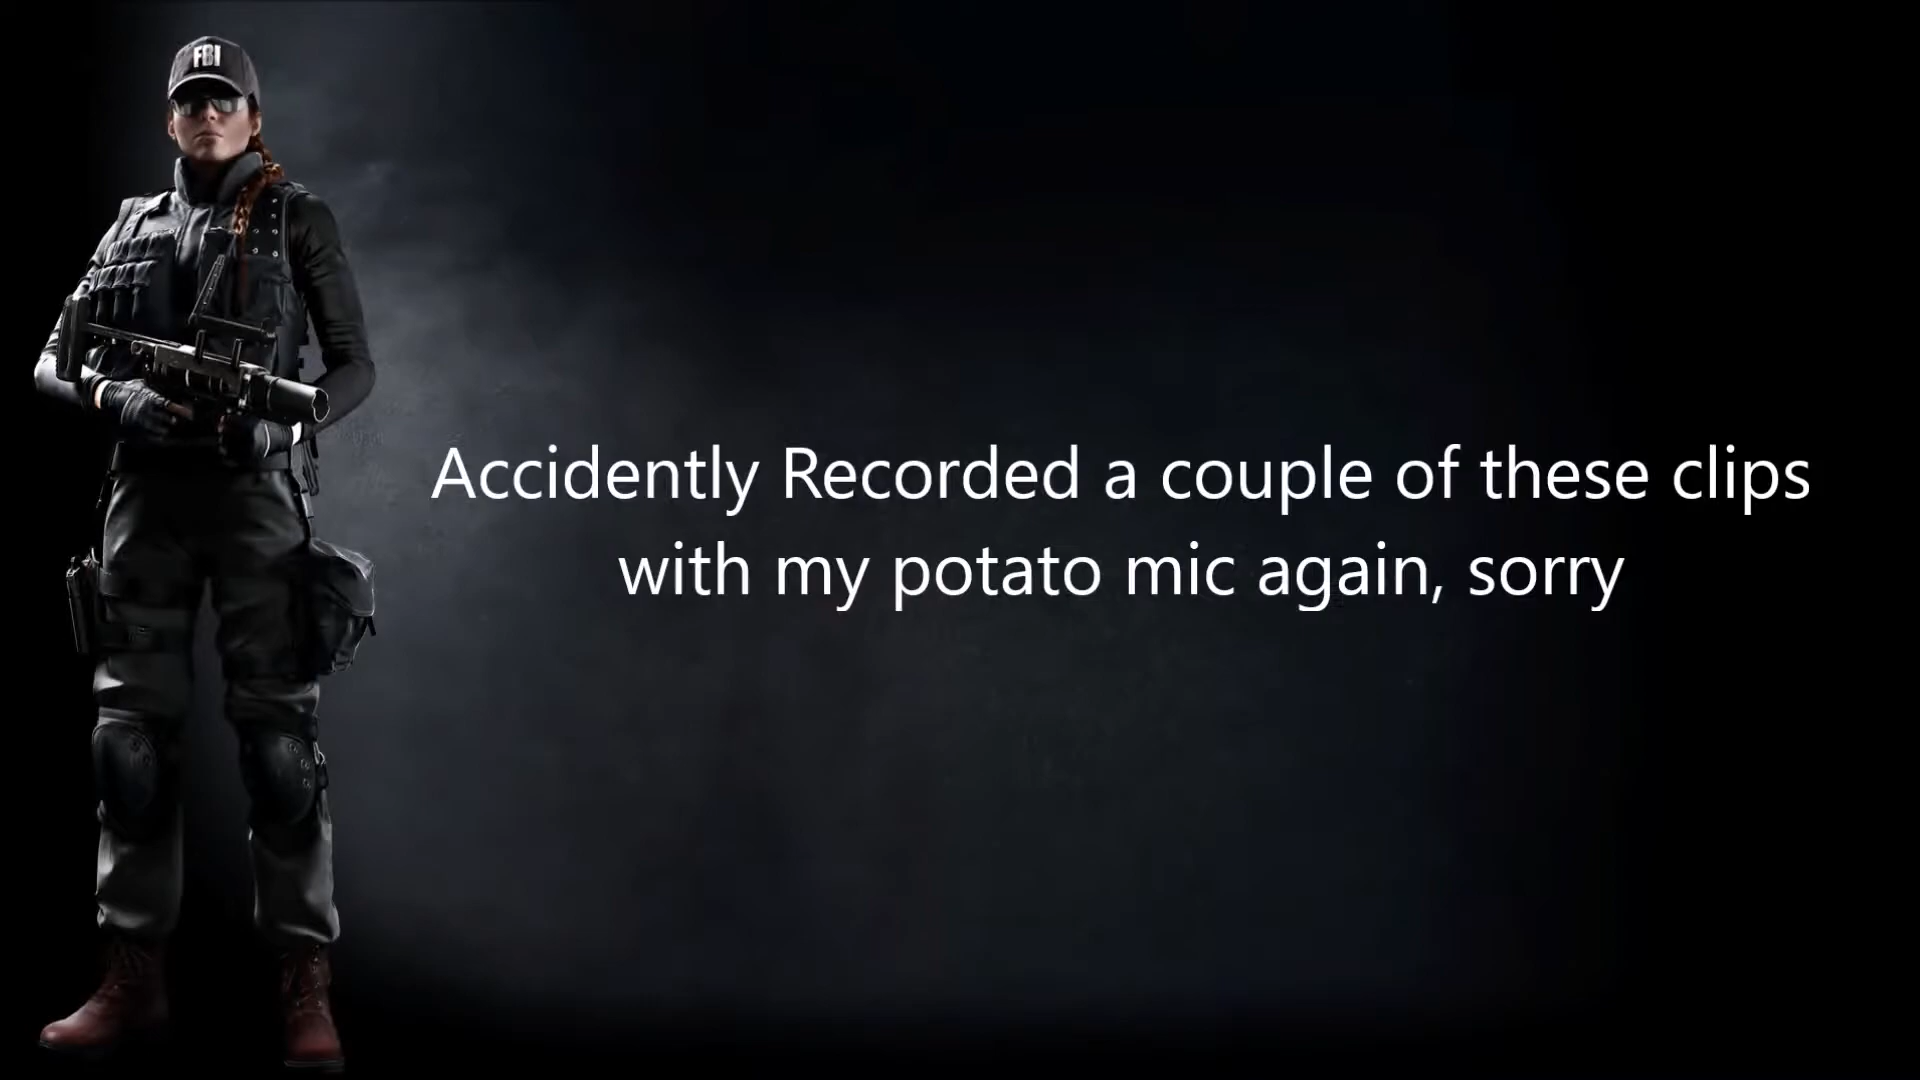 FBI
Accidently Recorded a couple of these clips
with my potato mic again, sorry